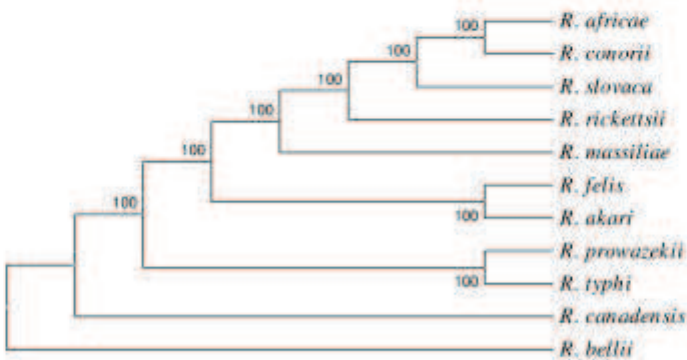 100
R. africae
100
R. conorii
100
R. slovaca
100
R. rickettsii
100
R. massiliae
100
R. felis
100
R. akari
100
R. prowazekii
100
R. typhi
R. canadensis
R. bellii